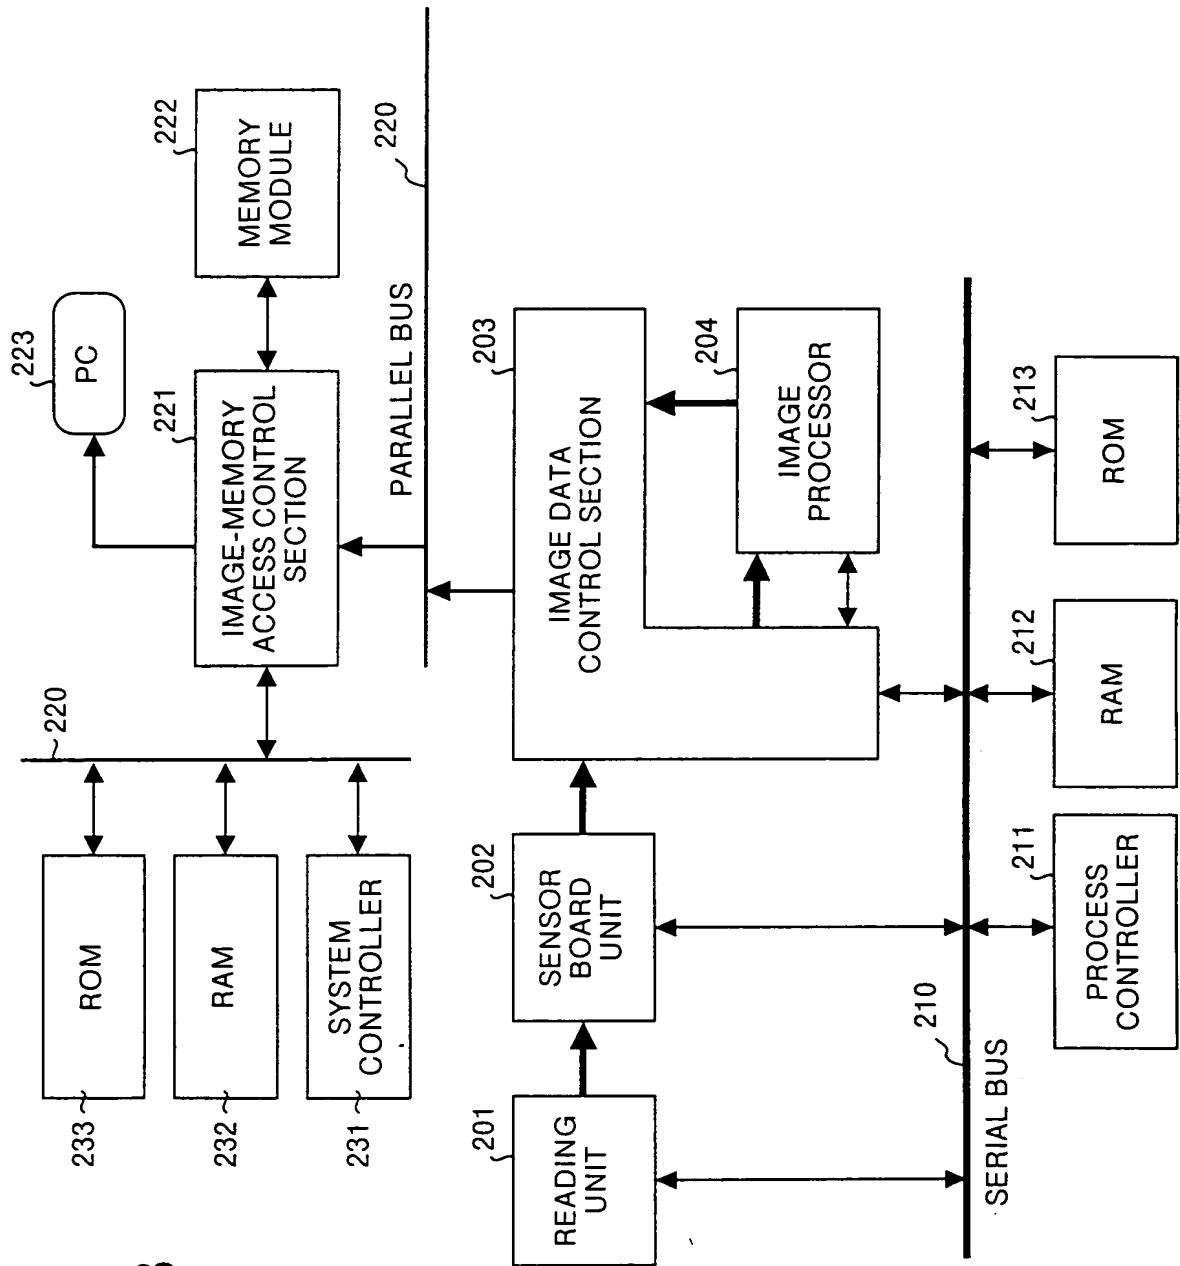 233
ROM
223
PC
232
RAM
220
231
SYSTEM
CONTROLLER
221
IMAGE-MEMORY
ACCESS CONTROL
SECTION
222
MEMORY
MODULE
PARALLEL BUS
220
201
READING
UNIT
202
SENSOR
BOARD
UNIT
203
IMAGE DATA
CONTROL SECTION
204
IMAGE
PROCESSOR
210
SERIAL BUS
211
PROCESS
CONTROLLER
212
RAM
213
ROM